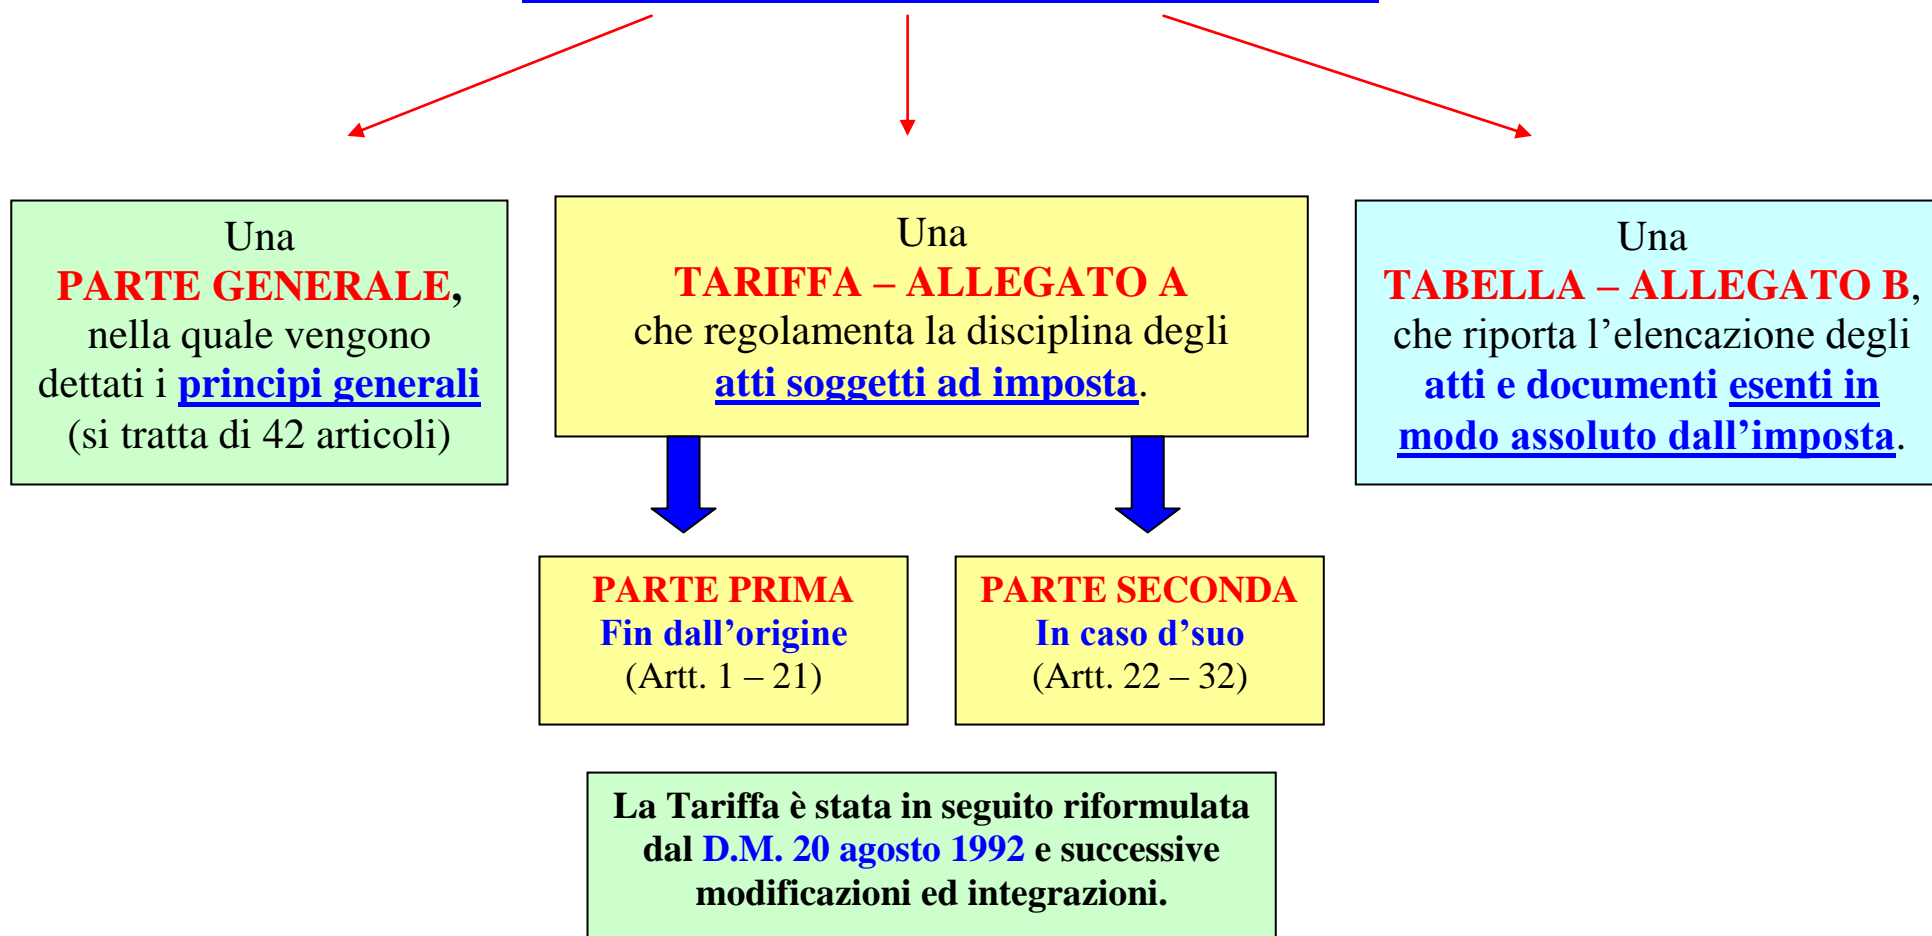 Una
PARTE GENERALE,
nella quale vengono
dettati i principi generali
(si tratta di 42 articoli)
Una
TARIFFA – ALLEGATO A
che regolamenta la disciplina degli
atti soggetti ad imposta.
Una
TABELLA – ALLEGATO B,
che riporta l’elencazione degli
atti e documenti esenti in
modo assoluto dall’imposta.
PARTE PRIMA
Fin dall’origine
(Artt. 1 – 21)
PARTE SECONDA
In caso d’suo
(Artt. 22 – 32)
La Tariffa è stata in seguito riformulata
dal D.M. 20 agosto 1992 e successive
modificazioni ed integrazioni.